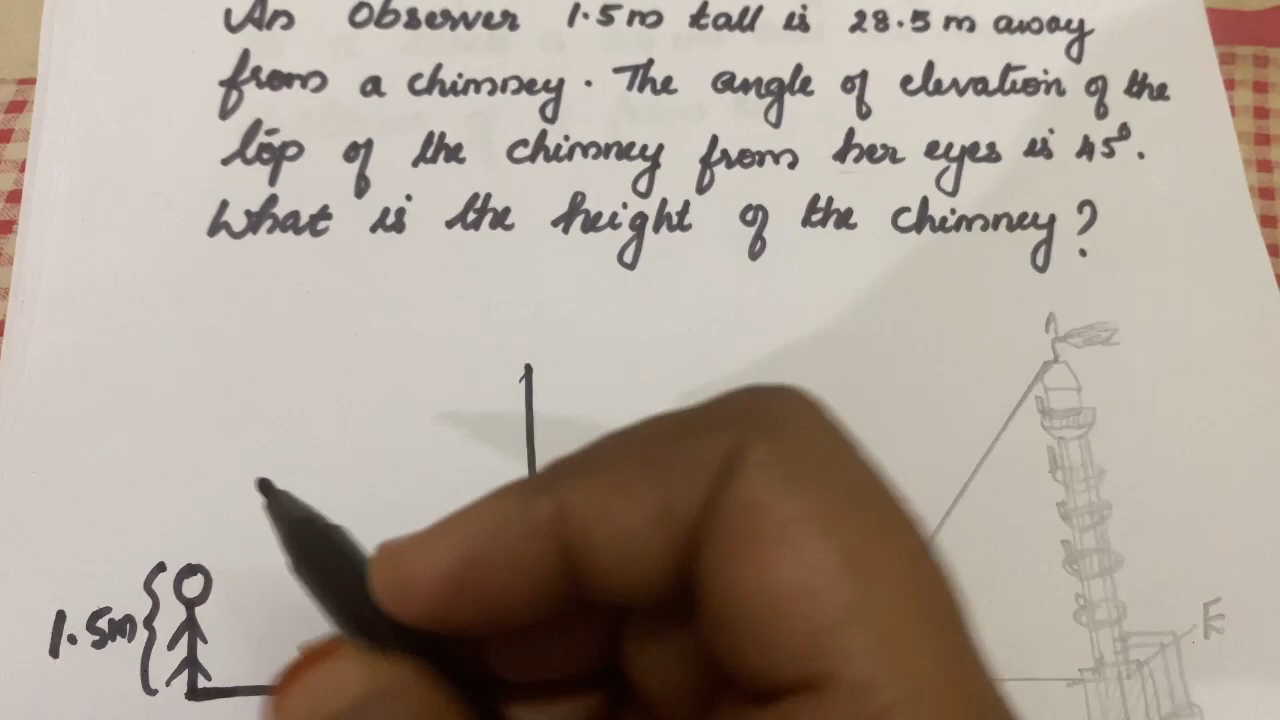 An Observer 1.5m tall is 28.5 m away
from a chimney. The angle of elevation of the
top of the chimney from her eyes is 45°.
What is the height of the chimney?
1.5m
E